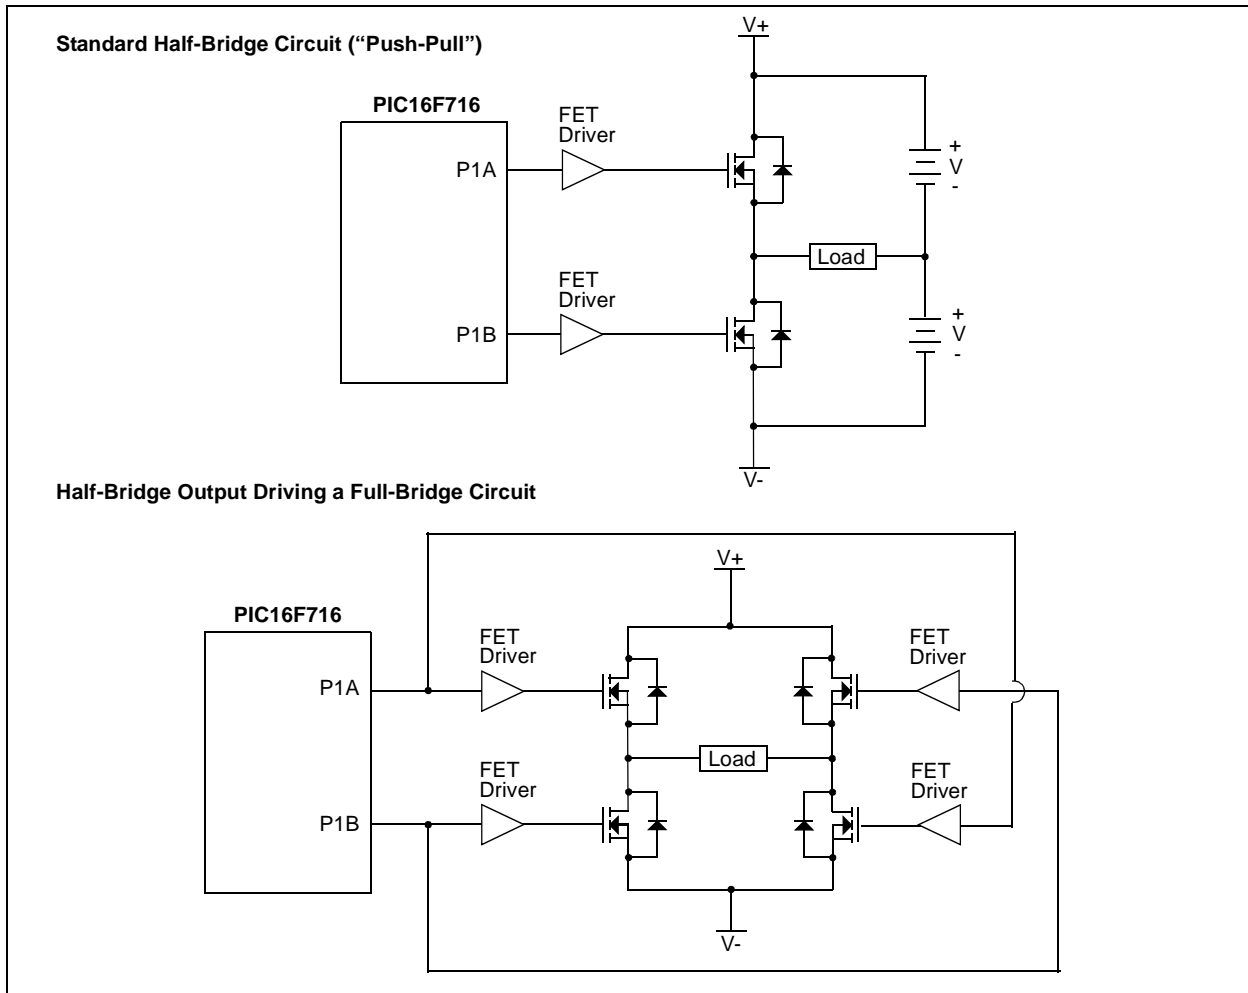 Standard Half-Bridge Circuit (“Push-Pull”)
V+
PIC16F716
FET
Driver
P1A
+
V
-
Load
FET
Driver
P1B
+
V
-
V-
Half-Bridge Output Driving a Full-Bridge Circuit
V+
PIC16F716
FET
Driver
FET
Driver
P1A
Load
FET
Driver
FET
Driver
P1B
V-